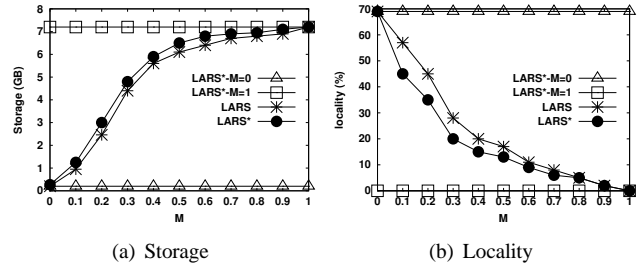 Storage (GB)
8
7
6
5
4
3
2
1
0
LARS*-M=0
LARS*-M=1
LARS
LARS*
0 0.1 0.2 0.3 0.4 0.5 0.6 0.7 0.8 0.9 1
M
(a) Storage
locality (%)
70
60
50
40
30
20
10
0
LARS*-M=0
LARS*-M=1
LARS
LARS*
0 0.1 0.2 0.3 0.4 0.5 0.6 0.7 0.8 0.9 1
M
(b) Locality